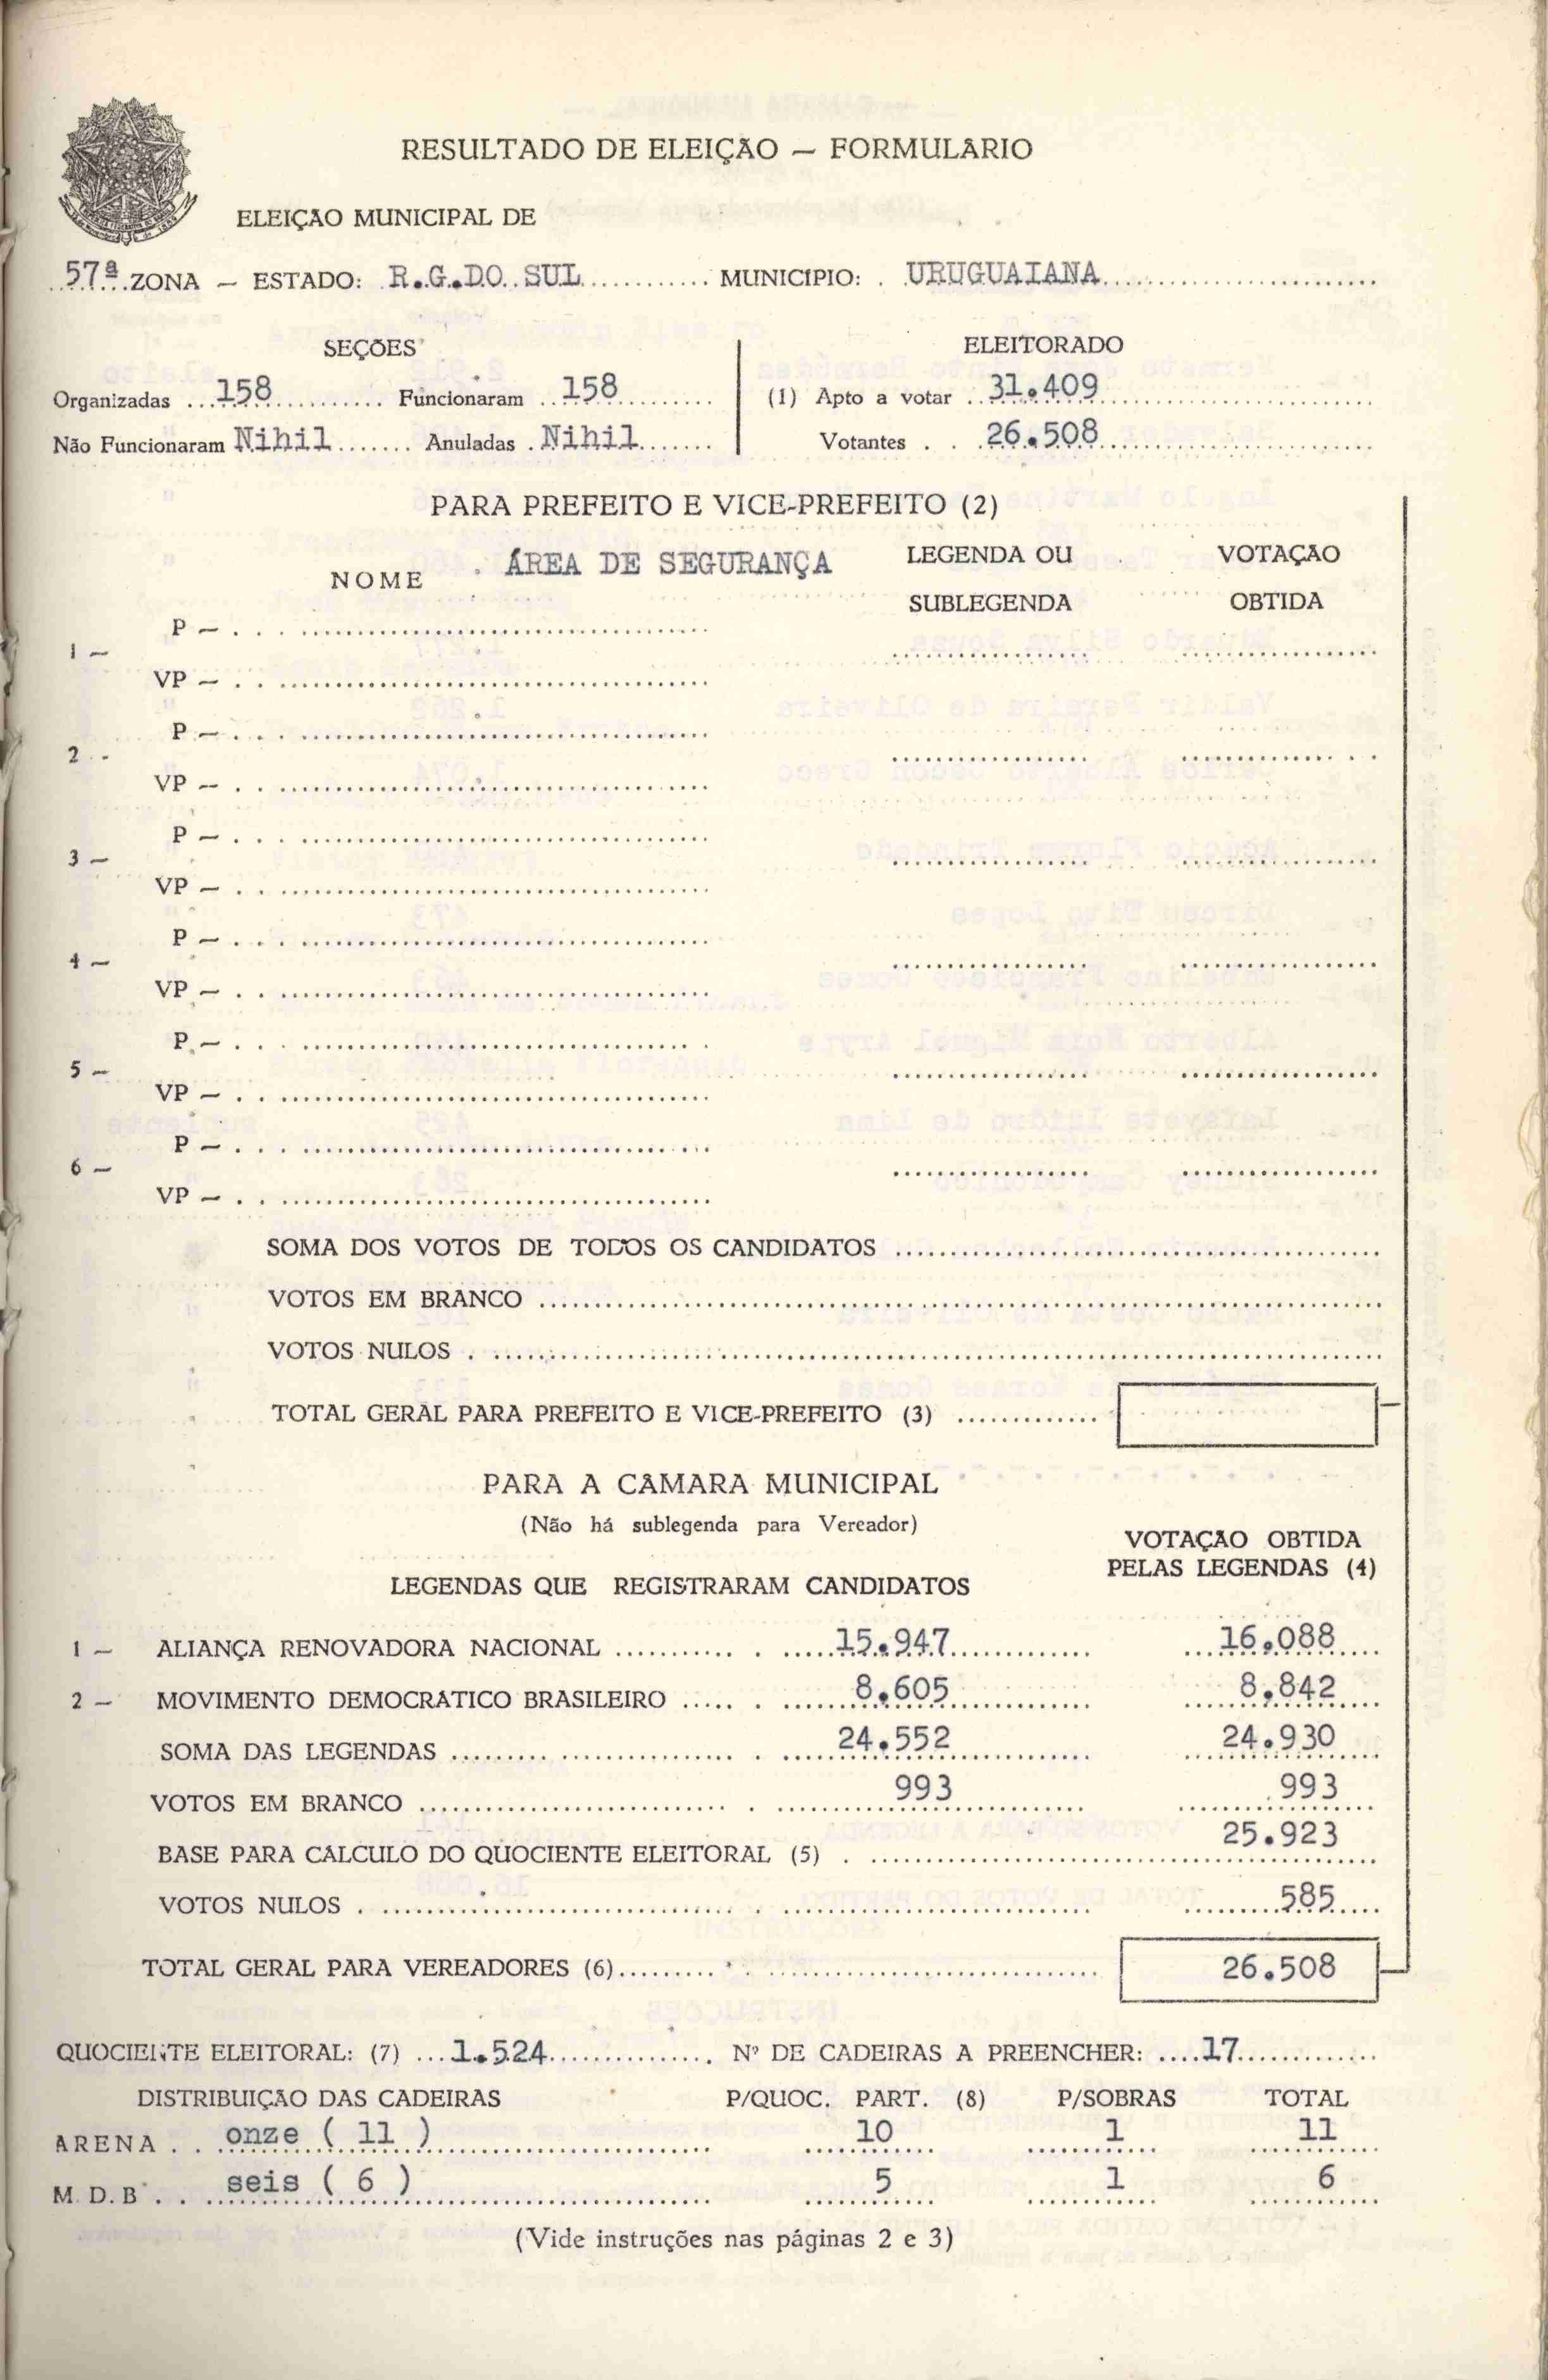 RESULTADO DE ELEIÇÃO — FORMULÁRIO
ELEIÇÃO MUNICIPAL DE
57ª ZONA — ESTADO: R.G.DO SUL MUNICÍPIO: URUGUAIANA
SEÇÕES ELEITORADO
Organizadas 158 Funcionaram 158 (1) Apto a votar 31.409
Não Funcionaram Nihil Anuladas Nihil Votantes 26.508
PARA PREFEITO E VICE-PREFEITO (2)
NOME ÁREA DE SEGURANÇA LEGENDA OU VOTAÇÃO
SUBLEGENDA OBTIDA
P —
1 —
VP —
P —
2 -
VP —
P —
3 —
VP —
P —
4 —
VP —
P —
5 —
VP —
P —
6 —
VP —
SOMA DOS VOTOS DE TODOS OS CANDIDATOS
VOTOS EM BRANCO
VOTOS NULOS
TOTAL GERAL PARA PREFEITO E VICE-PREFEITO (3)
PARA A CÂMARA MUNICIPAL
(Não há sublegenda para Vereador)
VOTAÇÃO OBTIDA
PELAS LEGENDAS (4)
LEGENDAS QUE REGISTRARAM CANDIDATOS
1 — ALIANÇA RENOVADORA NACIONAL 15.947 16.088
2 — MOVIMENTO DEMOCRÁTICO BRASILEIRO 8.605 8.842
SOMA DAS LEGENDAS 24.552 24.930
VOTOS EM BRANCO 993 993
BASE PARA CÁLCULO DO QUOCIENTE ELEITORAL (5) 25.923
VOTOS NULOS 585
TOTAL GERAL PARA VEREADORES (6) 26.508
QUOCIENTE ELEITORAL: (7) 1.524 Nº DE CADEIRAS A PREENCHER: 17
DISTRIBUIÇÃO DAS CADEIRAS P/QUOC. PART. (8) P/SOBRAS TOTAL
ARENA onze ( 11 ) 10 1 11
M. D. B seis ( 6 ) 5 1 6
(Vide instruções nas páginas 2 e 3)